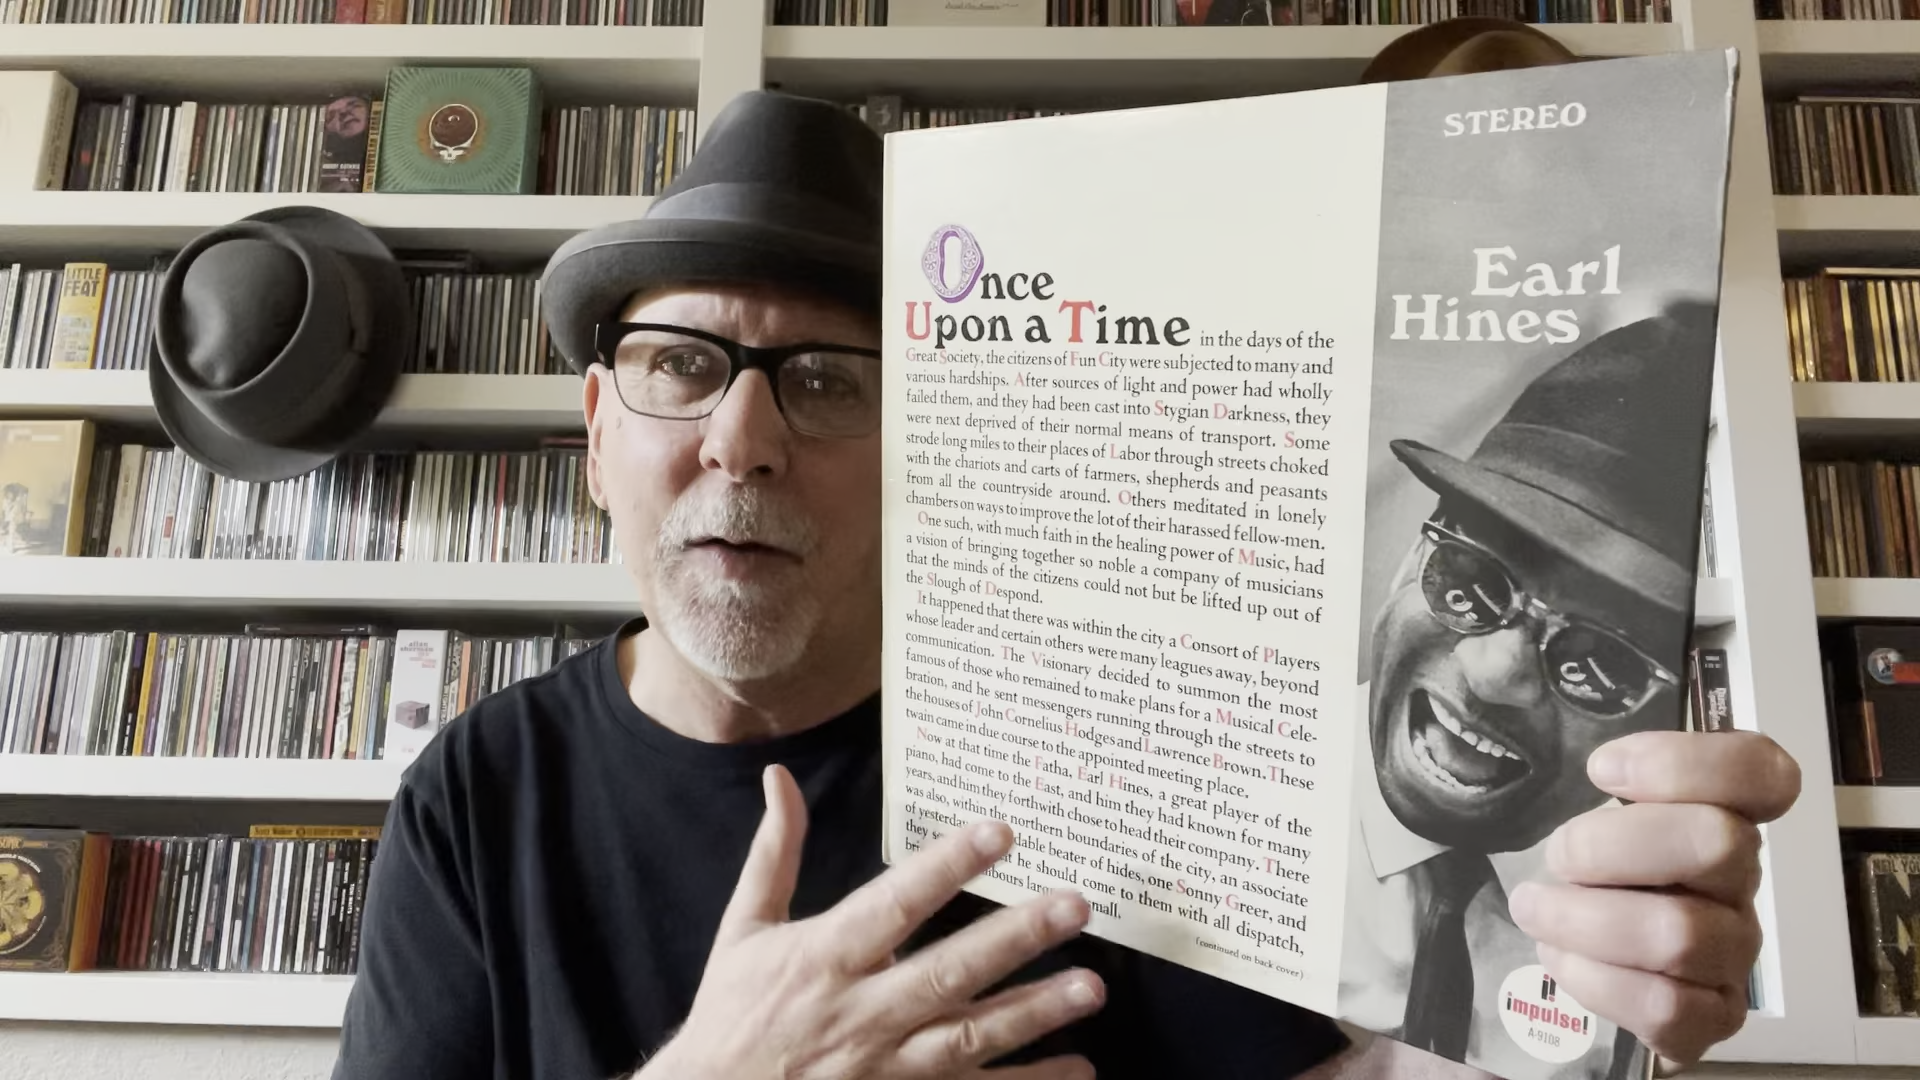 STEREO
Earl
Hines
Once
Upon a Time in the days of the
Great Society, the citizens of Fun City were subjected to many and
various hardships. After sources of light and power had wholly
failed them, and they had been cast into Stygian Darkness, they
were next deprived of their normal means of transport. Some
strode long miles to their places of Labor through streets choked
with the chariots and carts of farmers, shepherds and peasants
from all the countryside around. Others meditated in lonely
chambers on ways to improve the lot of their harassed fellow-men.
One such, with much faith in the healing power of Music, had
a vision of bringing together so noble a company of musicians
that the minds of the citizens could not but be lifted up out of
the Slough of Despond.
It happened that there was within the city a Consort of Players
whose leader and certain others were many leagues away, beyond
communication. The Visionary decided to summon the most
famous of those who remained to make plans for a Musical Cele-
bration, and he sent messengers running through the streets to
the houses of John Cornelius Hodges and Lawrence Brown. These
twain came in due course to the appointed meeting place.
Now at that time the Fatha, Earl Hines, a great player of the
piano, had come to the East, and him they had known for many
years, and him they forthwith chose to head their company. There
was also, within the northern boundaries of the city, an associate
of yesterday dable beater of hides, one Sonny Greer, and
they he should come to them with all dispatch,
small.
(continued on back cover)
impulse!
A-9108
LITTLE
FEAT
allan
sherman
NEIL